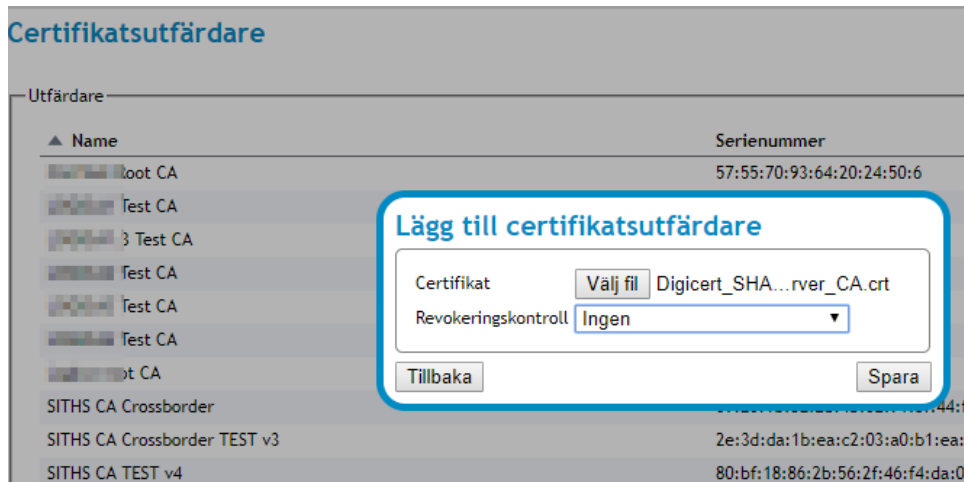 Certifikatsutfärdare
Utfärdare
▲ Name Serienummer
Root CA 57:55:70:93:64:20:24:50:6
Test CA
3 Test CA
Test CA
Test CA
Test CA
CA
SITHS CA Crossborder
SITHS CA Crossborder TEST v3 2e:3d:da:1b:ea:c2:03:a0:b1:ea:
SITHS CA TEST v4 80:bf:18:86:2b:56:2f:46:f4:da:0
Lägg till certifikatsutfärdare
Certifikat Välj fil Digicert_SHA...rver_CA.crt
Revokeringskontroll Ingen ▼
Tillbaka Spara